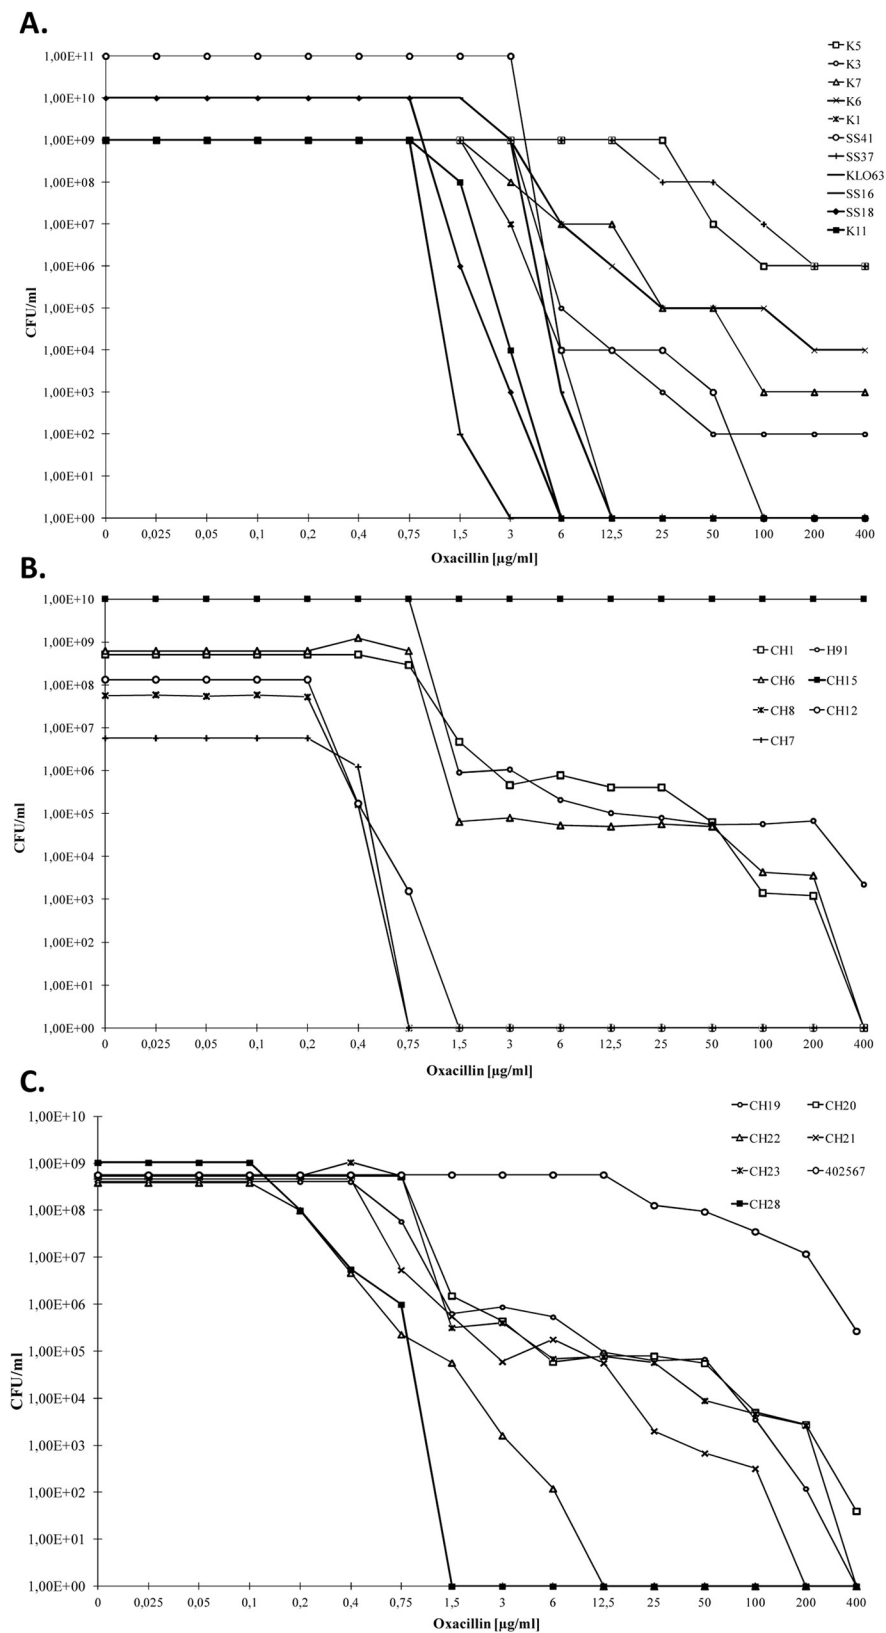 A.
1,00E+11
1,00E+10
1,00E+09
1,00E+08
1,00E+07
1,00E+06
1,00E+05
1,00E+04
1,00E+03
1,00E+02
1,00E+01
1,00E+00
CFU/ml
0 0,025 0,05 0,1 0,2 0,4 0,75 1,5 3 6 12,5 25 50 100 200 400
Oxacillin [µg/ml]
K5
K3
K7
K6
K1
SS41
SS37
KLO63
SS16
SS18
K11
B.
1,00E+10
1,00E+09
1,00E+08
1,00E+07
1,00E+06
1,00E+05
1,00E+04
1,00E+03
1,00E+02
1,00E+01
1,00E+00
CFU/ml
0 0,025 0,05 0,1 0,2 0,4 0,75 1,5 3 6 12,5 25 50 100 200 400
Oxacillin [µg/ml]
CH1 H91
CH6 CH15
CH8 CH12
CH7
C.
1,00E+10
1,00E+09
1,00E+08
1,00E+07
1,00E+06
1,00E+05
1,00E+04
1,00E+03
1,00E+02
1,00E+01
1,00E+00
CFU/ml
0 0,025 0,05 0,1 0,2 0,4 0,75 1,5 3 6 12,5 25 50 100 200 400
Oxacillin [µg/ml]
CH19 CH20
CH22 CH21
CH23 402567
CH28